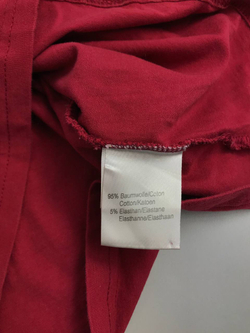 95% Baumwolle/Coton
Cotton/Katoen
5% Elasthan/Elastane
Elasthanne/Elasthaan